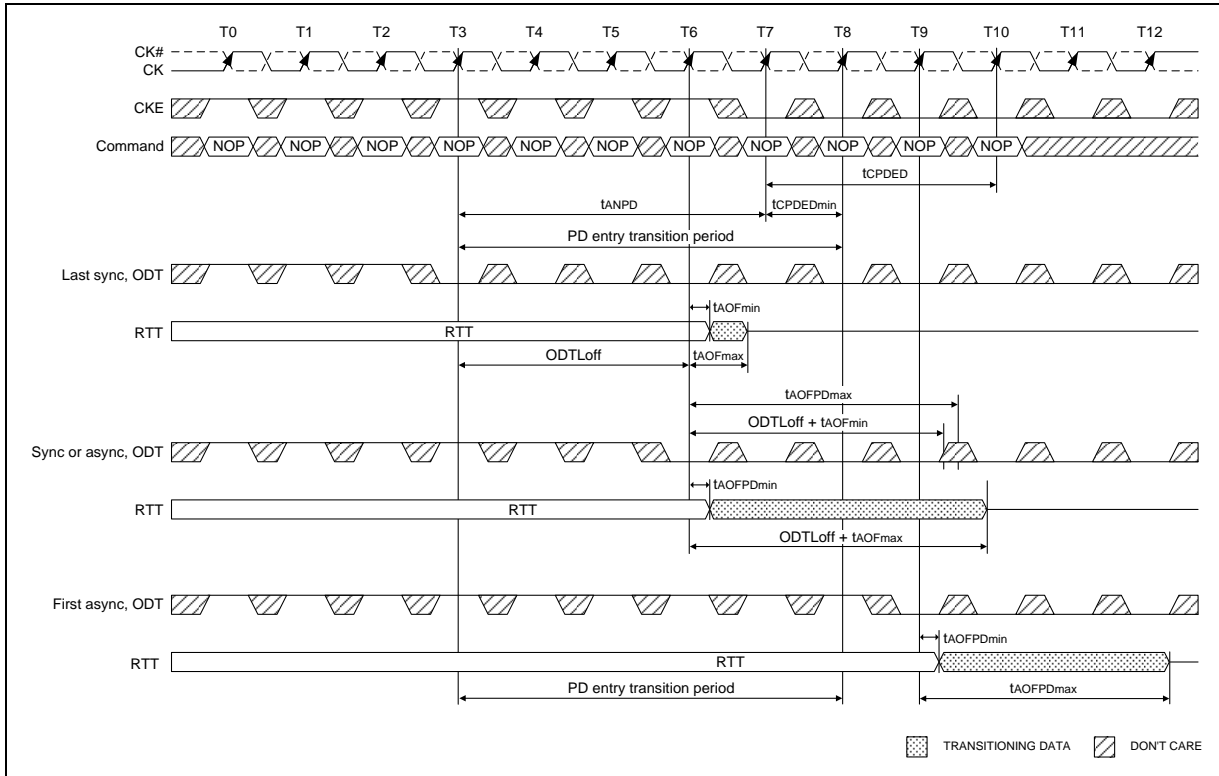 T0 T1 T2 T3 T4 T5 T6 T7 T8 T9 T10 T11 T12
CK#
CK
CKE
Command NOP NOP NOP NOP NOP NOP NOP NOP NOP NOP NOP
tCPDED
tANPD tCPDEDmin
PD entry transition period
Last sync, ODT
tAOFmin
RTT RTT
ODTLoff tAOFmax
tAOFPDmax
ODTLoff + tAOFmin
Sync or async, ODT
tAOFPDmin
RTT RTT
ODTLoff + tAOFmax
First async, ODT
tAOFPDmin
RTT RTT
PD entry transition period tAOFPDmax
TRANSITIONING DATA DON'T CARE